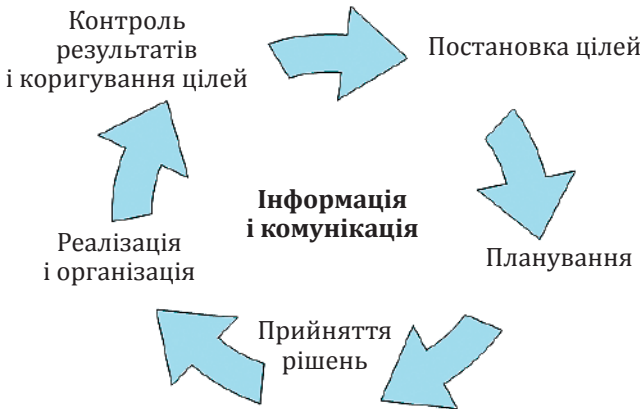 Контроль
результатів
і коригування цілей
Постановка цілей
Інформація
і комунікація
Реалізація
і організація
Планування
Прийняття
рішень